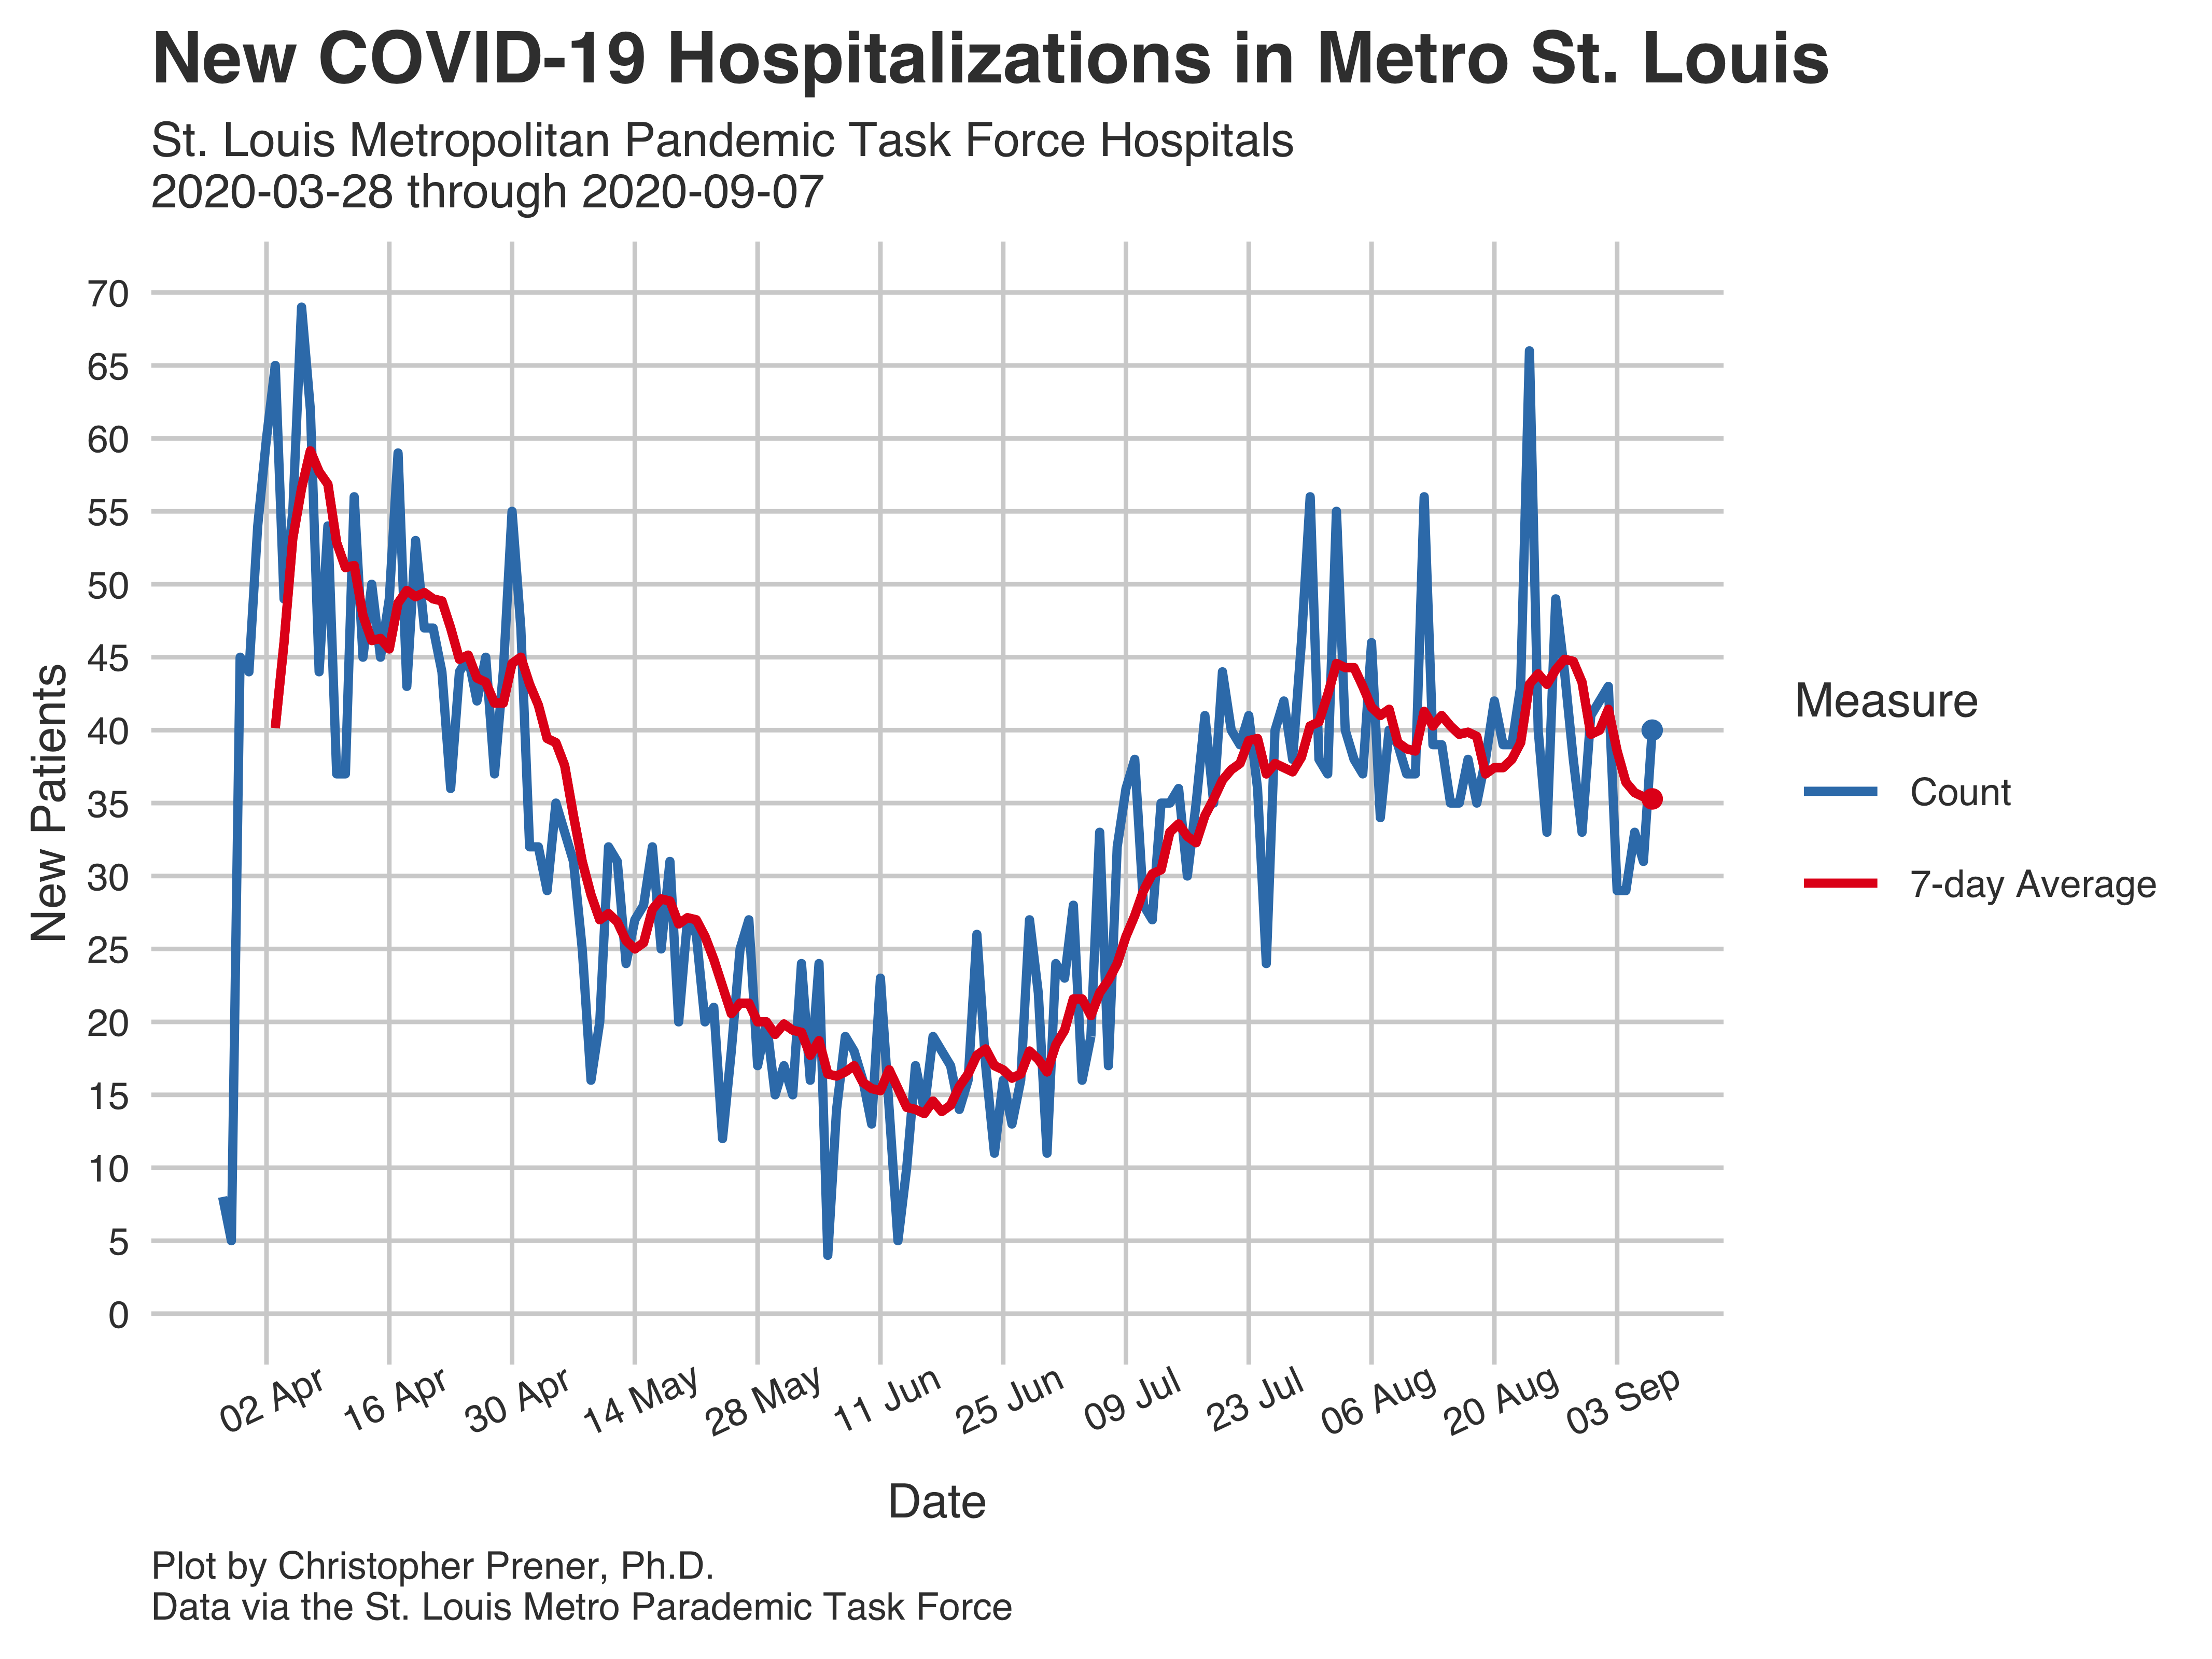 New COVID-19 Hospitalizations in Metro St. Louis
St. Louis Metropolitan Pandemic Task Force Hospitals
2020-03-28 through 2020-09-07
70
65
60
55
50
45
40
35
30
25
20
15
10
5
0
New Patients
02 Apr
16 Apr
30 Apr
14 May
28 May
11 Jun
25 Jun
09 Jul
23 Jul
06 Aug
20 Aug
03 Sep
Date
Measure
Count
7-day Average
Plot by Christopher Prener, Ph.D.
Data via the St. Louis Metro Parademic Task Force